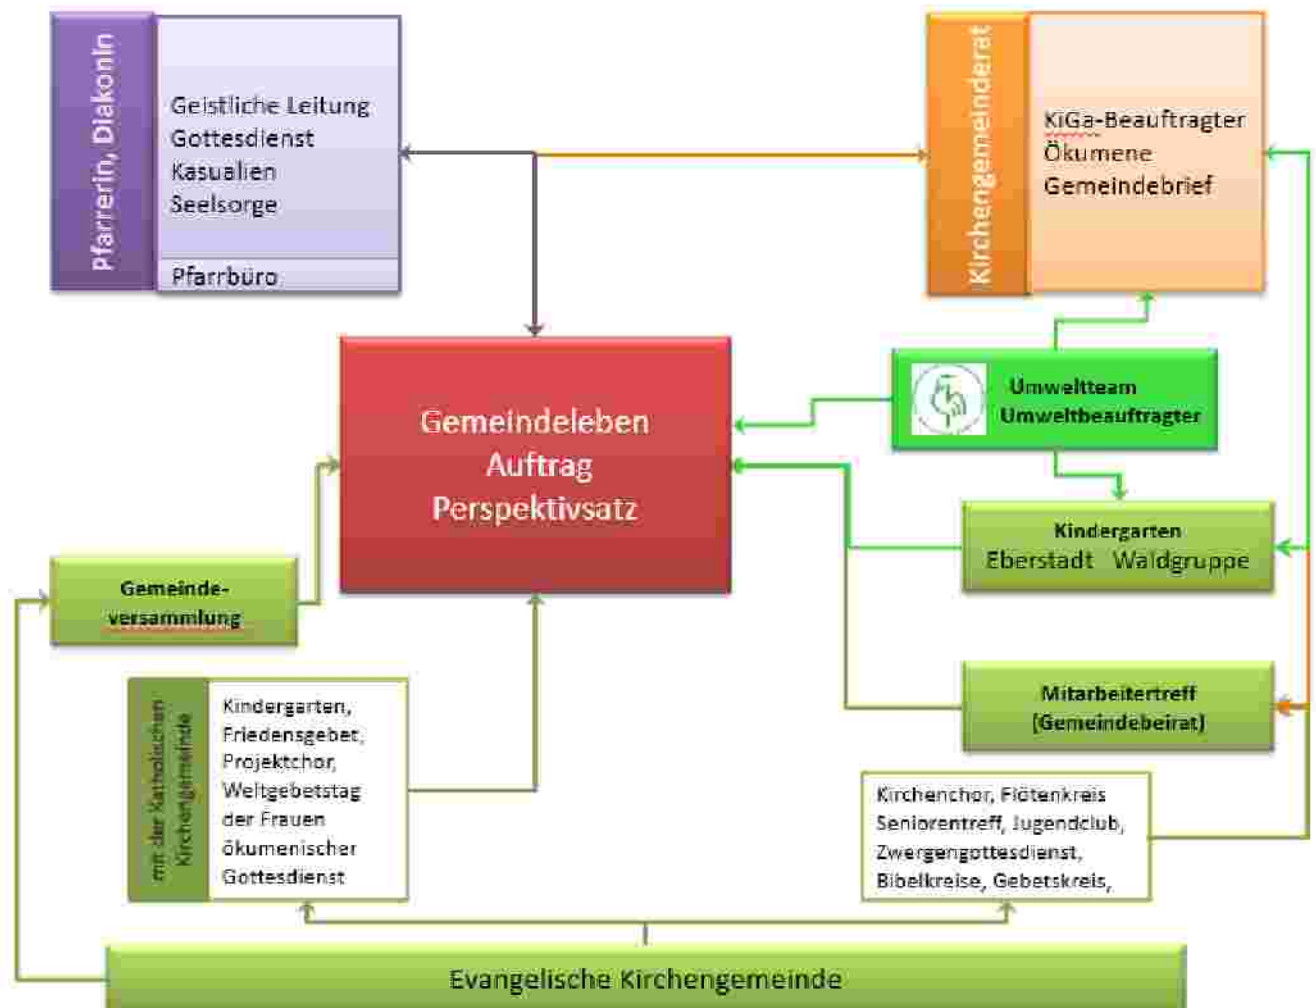 Pfarrerin, Diakonin
Geistliche Leitung
Gottesdienst
Kasualien
Seelsorge
Pfarrbüro
Kirchengemeinderat
KiGa-Beauftragter
Ökumene
Gemeindebrief
Gemeindeleben
Auftrag
Perspektivsatz
Umweltteam
Umweltbeauftragter
Kindergarten
Eberstadt Waldgruppe
Gemeinde-
versammlung
Mitarbeitertreff
(Gemeindebeirat)
mit der Katholischen
Kirchengemeinde
Kindergarten,
Friedensgebet,
Projektchor,
Weltgebetstag
der Frauen
ökumenischer
Gottesdienst
Kirchenchor, Flötenkreis
Seniorentreff, Jugendclub,
Zwergengottesdienst,
Bibelkreise, Gebetskreis,
Evangelische Kirchengemeinde